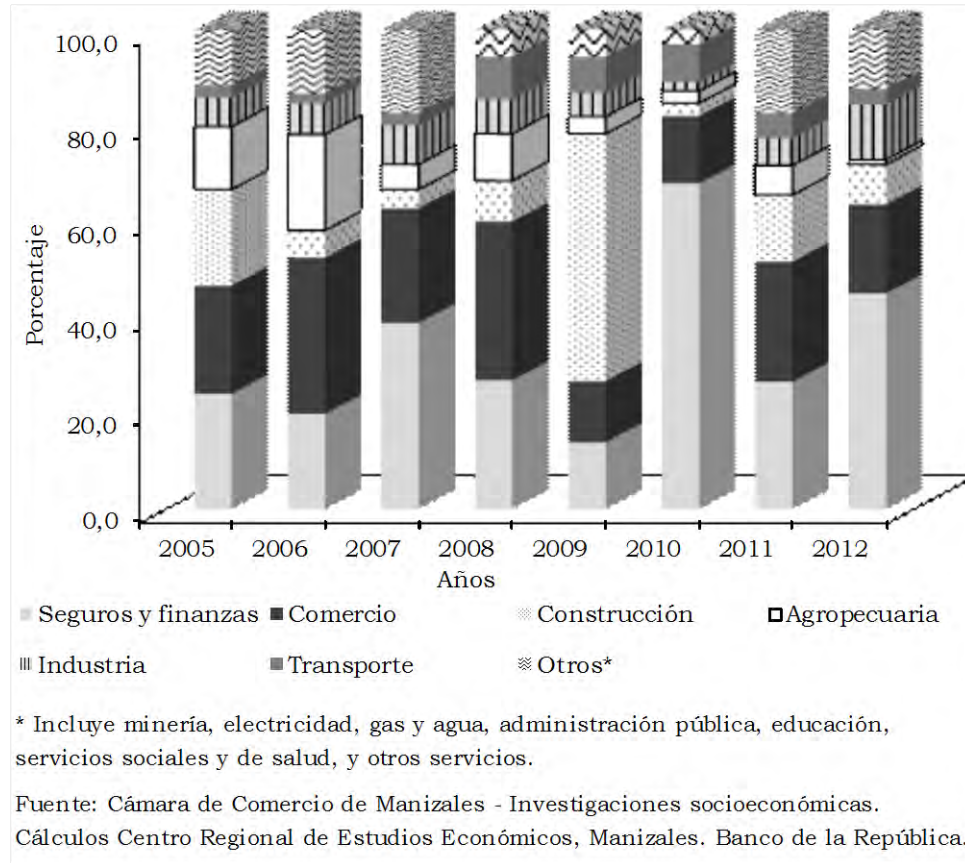 100,0
80,0
60,0
40,0
20,0
0,0
Porcentaje
2005 2006 2007 2008 2009 2010 2011 2012
Años
Seguros y finanzas Comercio Construcción Agropecuaria
Industria Transporte Otros*
* Incluye minería, electricidad, gas y agua, administración pública, educación,
servicios sociales y de salud, y otros servicios.
Fuente: Cámara de Comercio de Manizales - Investigaciones socioeconómicas.
Cálculos Centro Regional de Estudios Económicos, Manizales. Banco de la República.